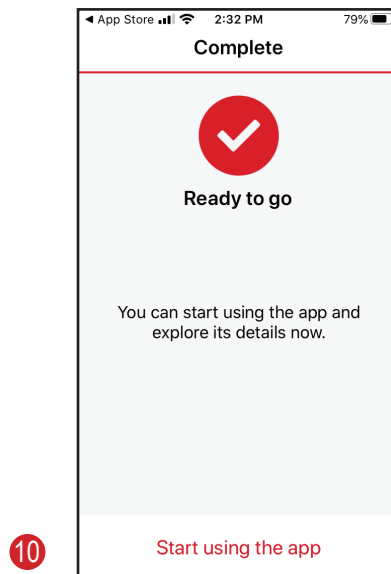 ◀ App Store 2:32 PM 79%
Complete
Ready to go
You can start using the app and
explore its details now.
10
Start using the app